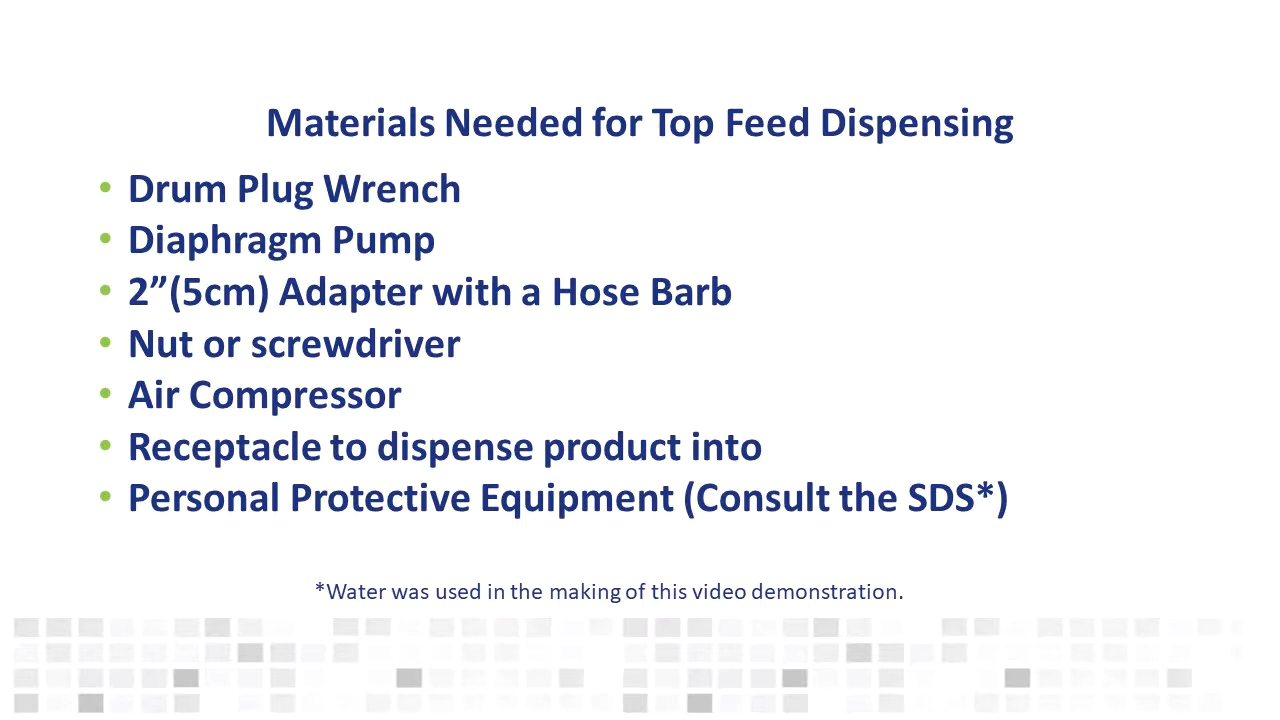 Materials Needed for Top Feed Dispensing
• Drum Plug Wrench
• Diaphragm Pump
• 2”(5cm) Adapter with a Hose Barb
• Nut or screwdriver
• Air Compressor
• Receptacle to dispense product into
• Personal Protective Equipment (Consult the SDS*)
*Water was used in the making of this video demonstration.